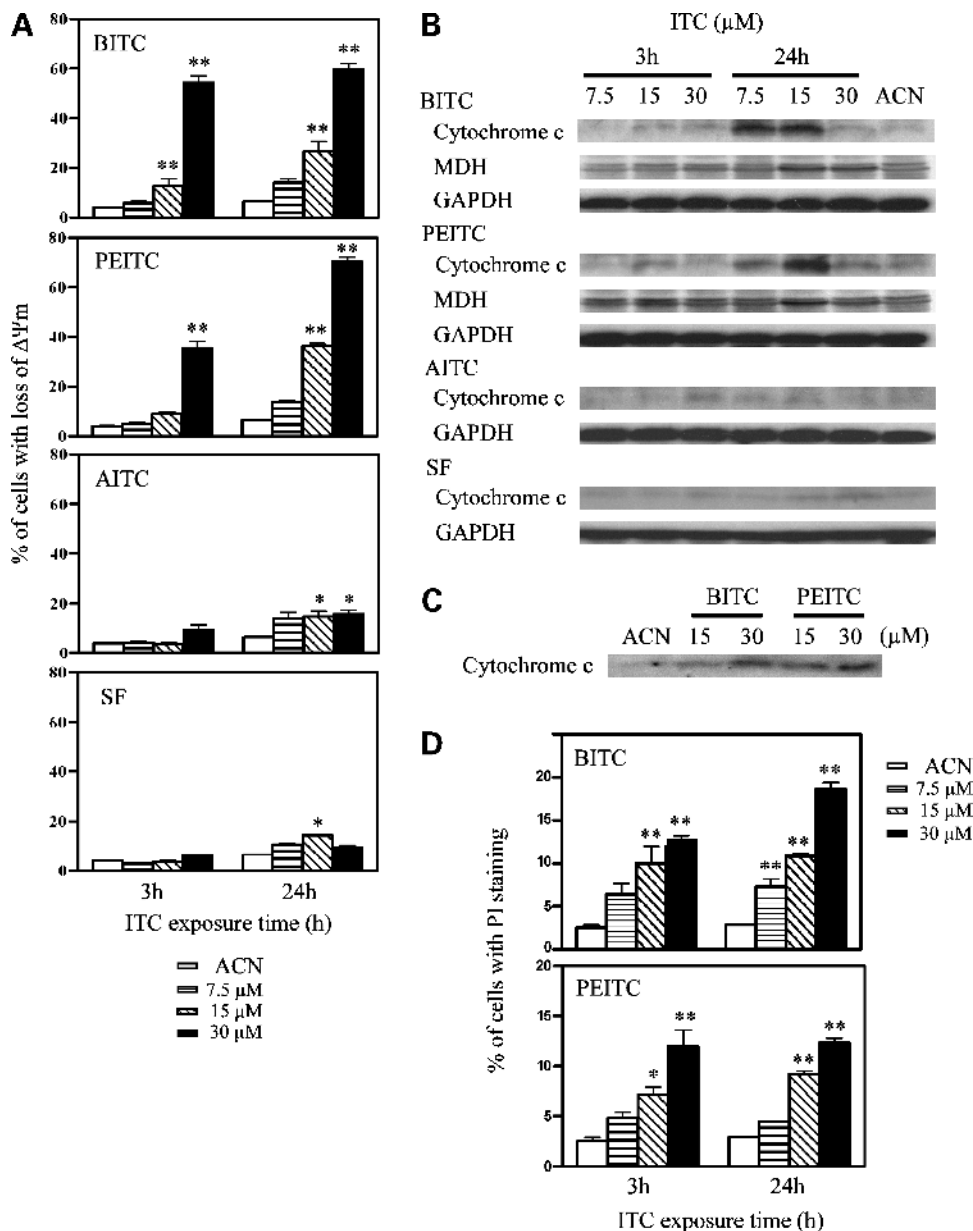 A
BITC
80
60
40
20
0
PEITC
80
60
40
20
0
AITC
80
60
40
20
0
SF
80
60
40
20
0
% of cells with loss of ΔΨm
** ** ** **
** ** **
* *
*
3h 24h
ITC exposure time (h)
ACN
7.5 µM
15 µM
30 µM
B
ITC (µM)
3h 24h
7.5 15 30 7.5 15 30 ACN
BITC
Cytochrome c
MDH
GAPDH
PEITC
Cytochrome c
MDH
GAPDH
AITC
Cytochrome c
GAPDH
SF
Cytochrome c
GAPDH
C
BITC PEITC
ACN 15 30 15 30 (µM)
Cytochrome c
D
BITC
20
15
10
5
0
** ** ** ** **
PEITC
20
15
10
5
0
* ** ** **
% of cells with PI staining
3h 24h
ITC exposure time (h)
ACN
7.5 µM
15 µM
30 µM